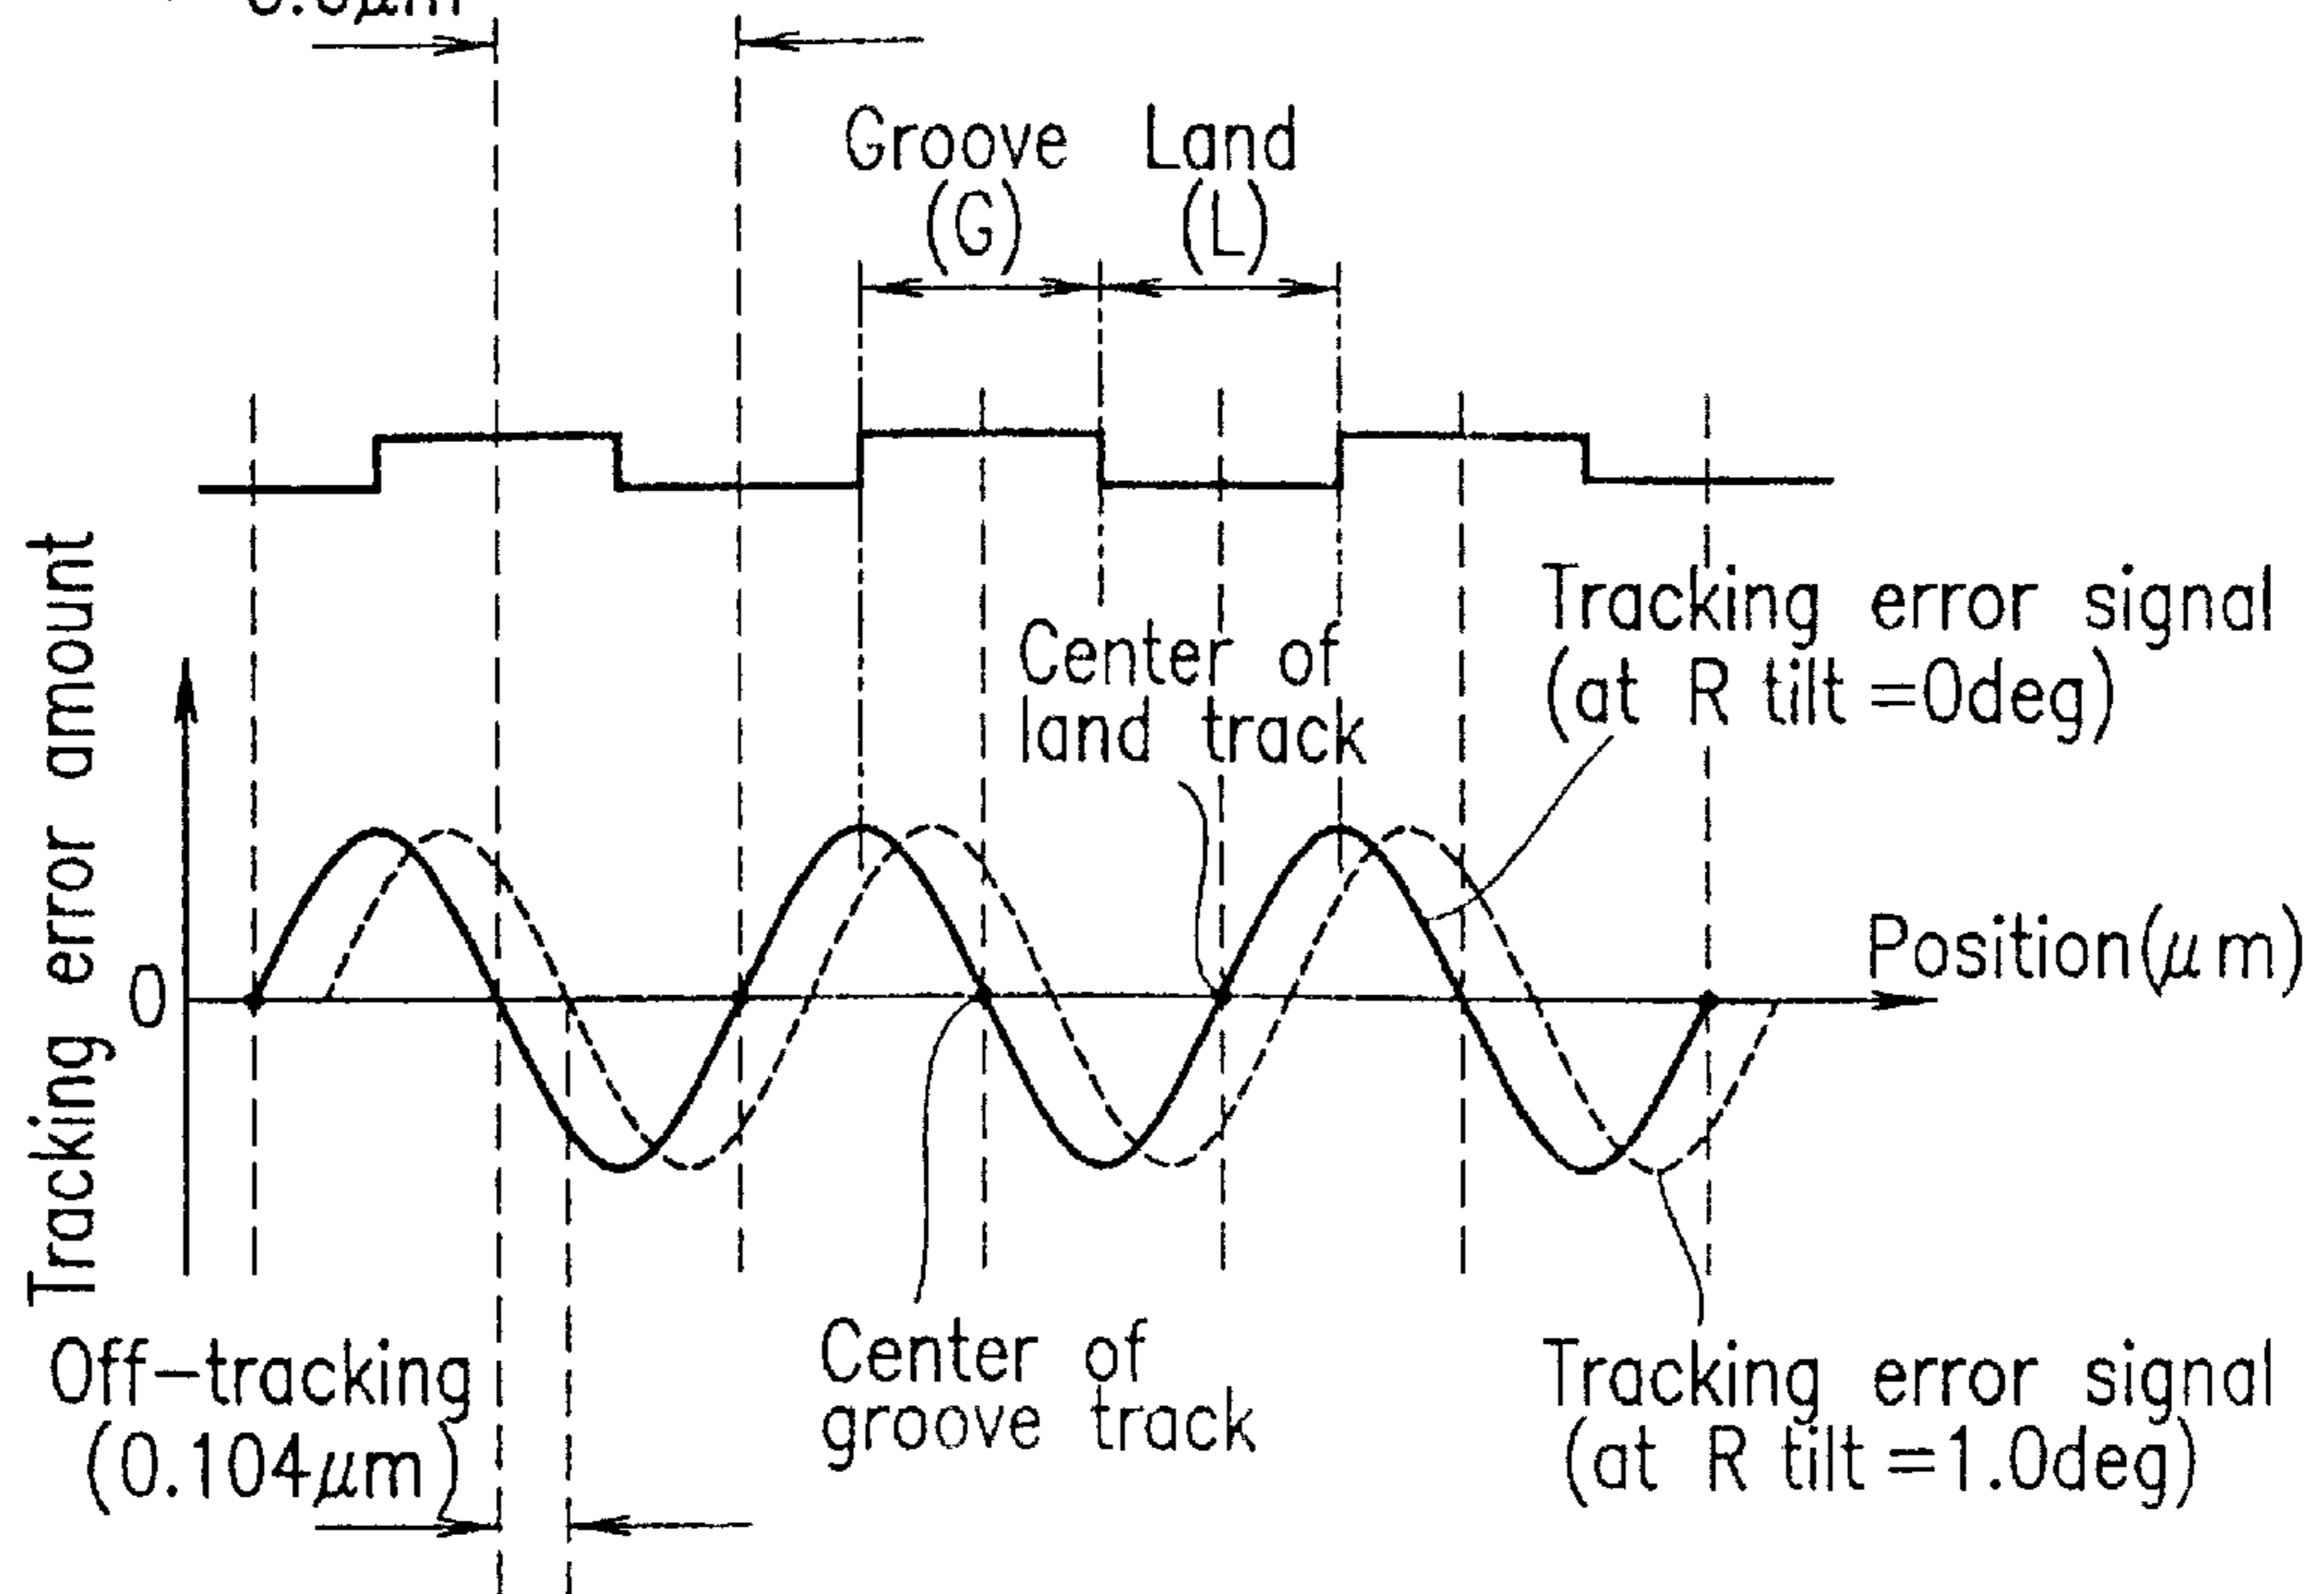 Groove Land
(G) (L)
Tracking error amount
Tracking error signal
(at R tilt =0deg)
Center of
land track
0
Position(μm)
Off-tracking
(0.104μm)
Center of
groove track
Tracking error signal
(at R tilt =1.0deg)